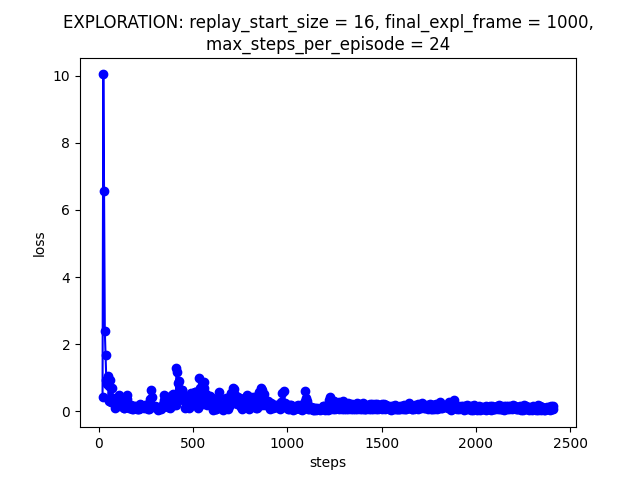 EXPLORATION: replay_start_size = 16, final_expl_frame = 1000,
max_steps_per_episode = 24
10
8
6
4
2
0
loss
0 500 1000 1500 2000 2500
steps